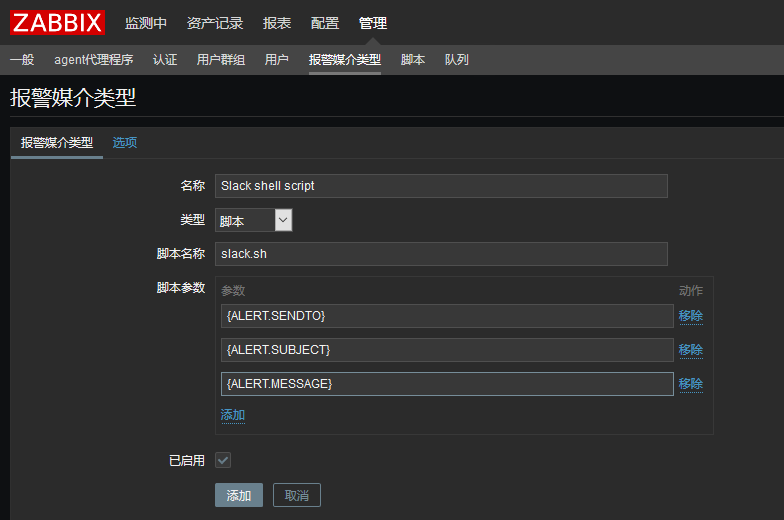 ZABBIX 监测中 资产记录 报表 配置 管理
一般 agent代理程序 认证 用户群组 用户 报警媒介类型 脚本 队列
报警媒介类型
报警媒介类型 选项
名称 Slack shell script
类型 脚本
脚本名称 slack.sh
脚本参数 参数 动作
{ALERT.SENDTO} 移除
{ALERT.SUBJECT} 移除
{ALERT.MESSAGE} 移除
添加
已启用
添加 取消